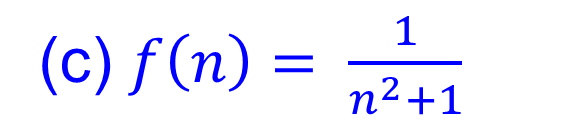 (c) f(n) = 1/(n²+1)